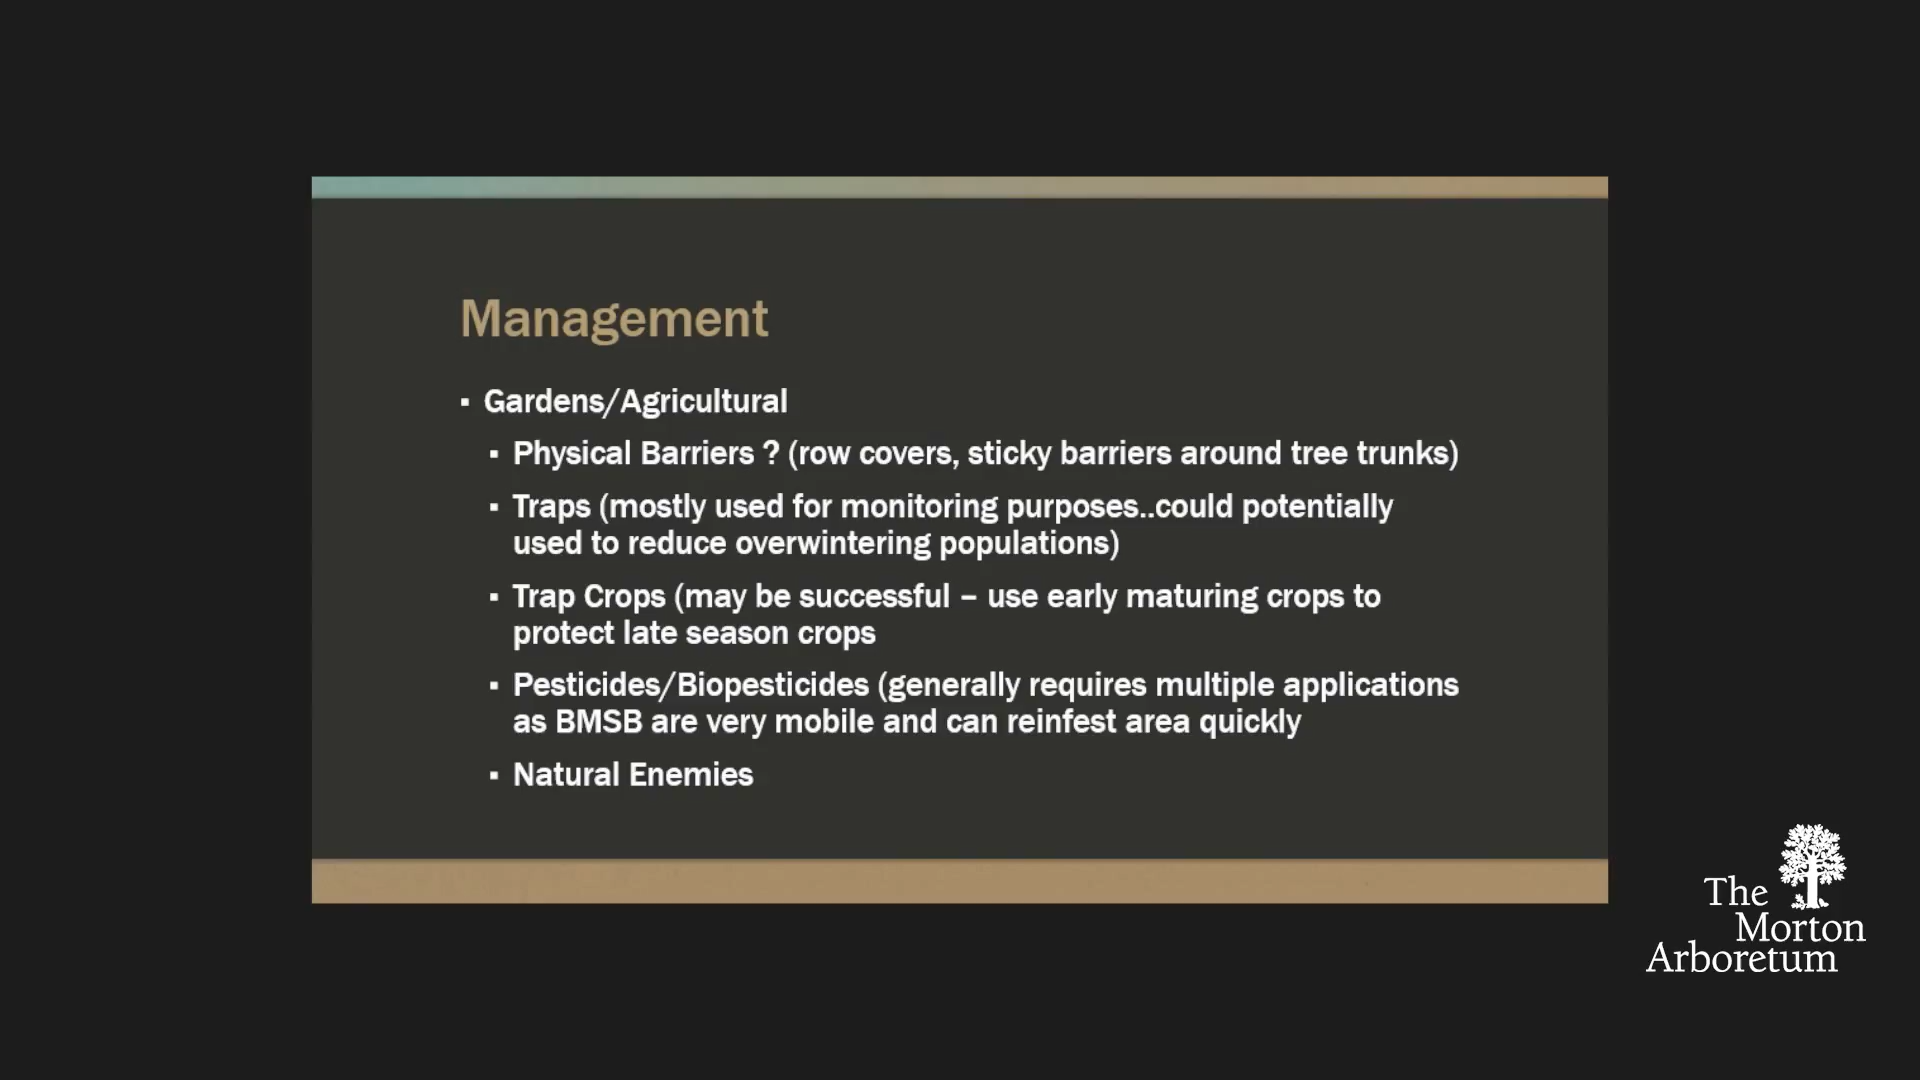 Management
▪ Gardens/Agricultural
▪ Physical Barriers ? (row covers, sticky barriers around tree trunks)
▪ Traps (mostly used for monitoring purposes..could potentially
used to reduce overwintering populations)
▪ Trap Crops (may be successful – use early maturing crops to
protect late season crops
▪ Pesticides/Biopesticides (generally requires multiple applications
as BMSB are very mobile and can reinfest area quickly
▪ Natural Enemies
The
Morton
Arboretum